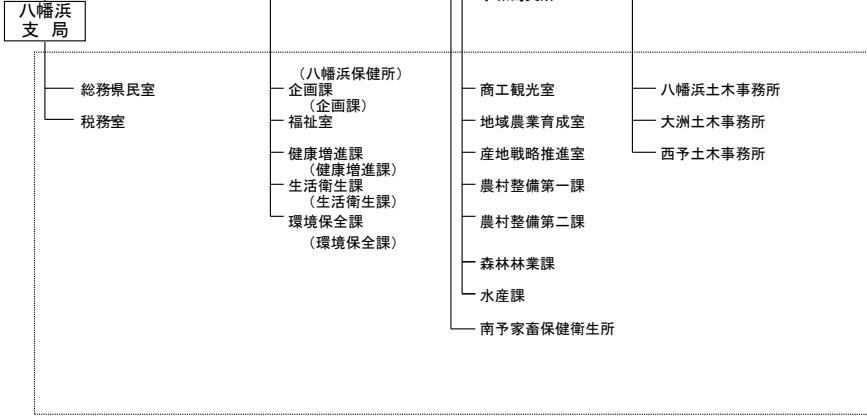 八幡浜
支 局
総務県民室
税務室
(八幡浜保健所)
企画課
(企画課)
福祉室
健康増進課
(健康増進課)
生活衛生課
(生活衛生課)
環境保全課
(環境保全課)
商工観光室
地域農業育成室
産地戦略推進室
農村整備第一課
農村整備第二課
森林林業課
水産課
南予家畜保健衛生所
八幡浜土木事務所
大洲土木事務所
西予土木事務所